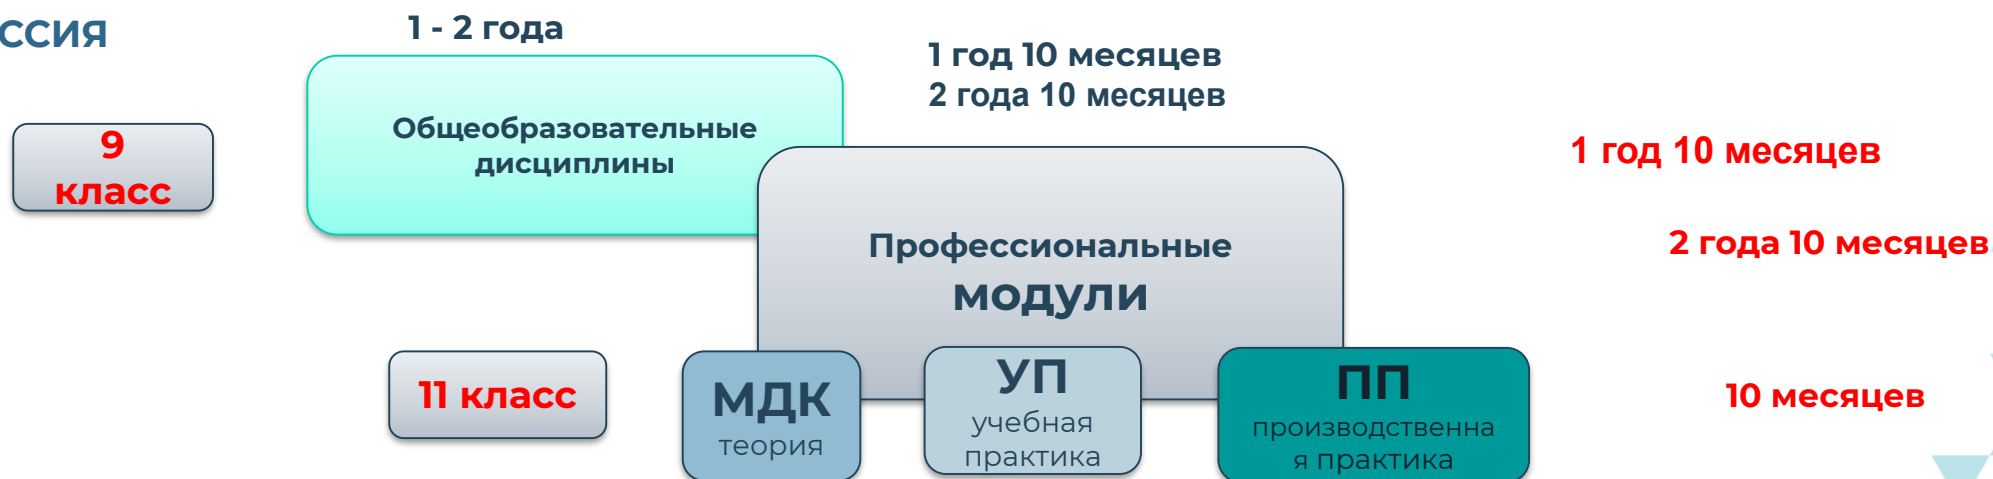 ССИЯ
1 - 2 года
1 год 10 месяцев
2 года 10 месяцев
Общеобразовательные
дисциплины
9
класс
1 год 10 месяцев
Профессиональные
модули
2 года 10 месяцев
11 класс
МДК
теория
УП
учебная
практика
ПП
производственна
я практика
10 месяцев